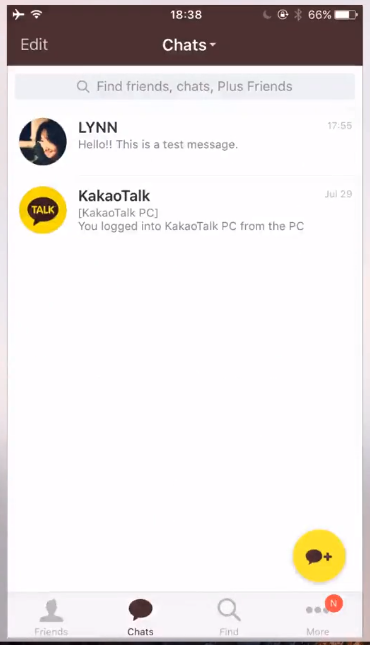 18:38
66%
Edit
Chats
Find friends, chats, Plus Friends
LYNN
17:55
Hello!! This is a test message.
TALK
KakaoTalk
Jul 29
[KakaoTalk PC]
You logged into KakaoTalk PC from the PC
N
Friends
Chats
Find
More